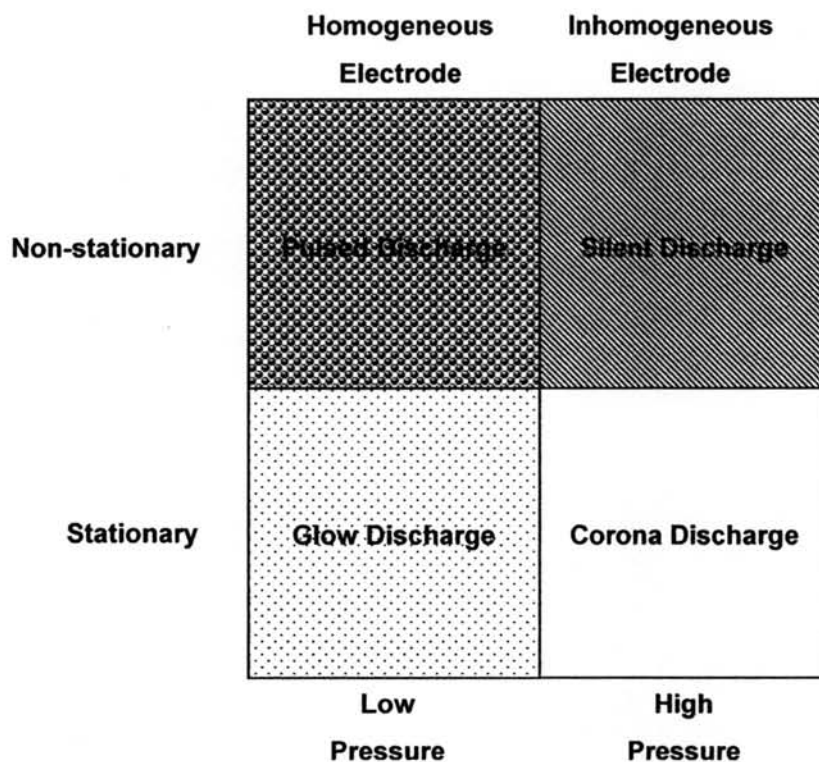 Homogeneous Inhomogeneous
Electrode Electrode
Non-stationary Pulsed Discharge Silent Discharge
Stationary Glow Discharge Corona Discharge
Low High
Pressure Pressure